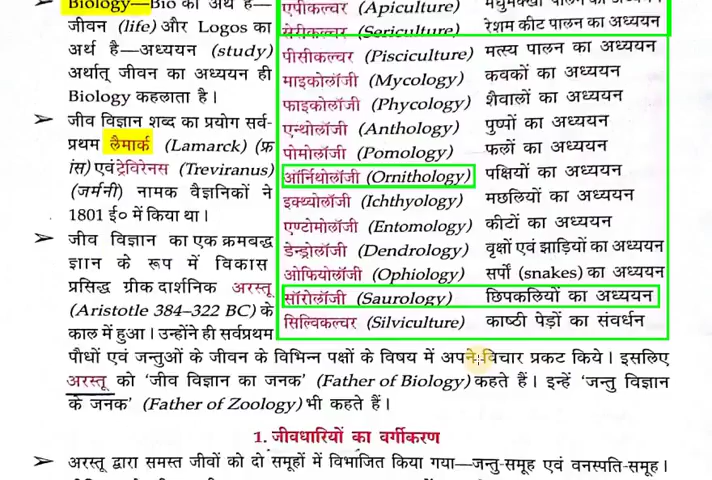 Biology—Bio का अर्थ है—
जीवन (life) और Logos का
अर्थ है—अध्ययन (study)
अर्थात् जीवन का अध्ययन ही
Biology कहलाता है।
➤ जीव विज्ञान शब्द का प्रयोग सर्व-
प्रथम लैमार्क (Lamarck) (फ्र
ांस) एवं ट्रेविरेनस (Treviranus)
(जर्मनी) नामक वैज्ञानिकों ने
1801 ई० में किया था।
➤ जीव विज्ञान का एक क्रमबद्ध
ज्ञान के रूप में विकास
प्रसिद्ध ग्रीक दार्शनिक अरस्तू
(Aristotle 384–322 BC) के
काल में हुआ। उन्होंने ही सर्वप्रथम
एपीकल्चर (Apiculture) मधुमक्खी पालन का अध्ययन
सेरीकल्चर (Sericulture) रेशम कीट पालन का अध्ययन
पीसीकल्चर (Pisciculture) मत्स्य पालन का अध्ययन
माइकोलॉजी (Mycology) कवकों का अध्ययन
फाइकोलॉजी (Phycology) शैवालों का अध्ययन
एन्थोलॉजी (Anthology) पुष्पों का अध्ययन
पोमोलॉजी (Pomology) फलों का अध्ययन
ऑर्निथोलॉजी (Ornithology) पक्षियों का अध्ययन
इक्थ्योलॉजी (Ichthyology) मछलियों का अध्ययन
एण्टोमोलॉजी (Entomology) कीटों का अध्ययन
डेन्ड्रोलॉजी (Dendrology) वृक्षों एवं झाड़ियों का अध्ययन
ओफियोलॉजी (Ophiology) सर्पों (snakes) का अध्ययन
सॉरोलॉजी (Saurology) छिपकलियों का अध्ययन
सिल्विकल्चर (Silviculture) काष्ठी पेड़ों का संवर्धन
पौधों एवं जन्तुओं के जीवन के विभिन्न पक्षों के विषय में अपने विचार प्रकट किये। इसलिए
अरस्तू को ‘जीव विज्ञान का जनक’ (Father of Biology) कहते हैं। इन्हें ‘जन्तु विज्ञान
के जनक’ (Father of Zoology) भी कहते हैं।
1. जीवधारियों का वर्गीकरण
➤ अरस्तू द्वारा समस्त जीवों को दो समूहों में विभाजित किया गया—जन्तु-समूह एवं वनस्पति-समूह।